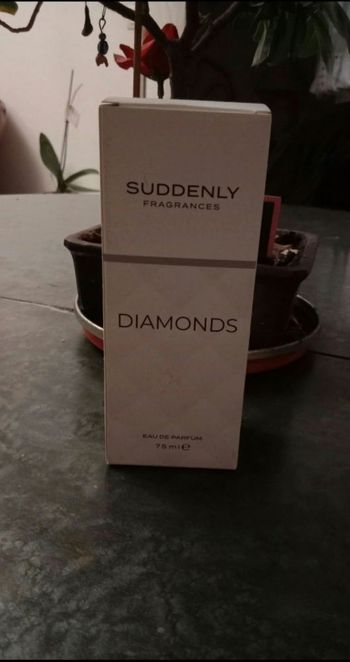 SUDDENLY
FRAGRANCES
DIAMONDS
EAU DE PARFUM
75 ml ℮